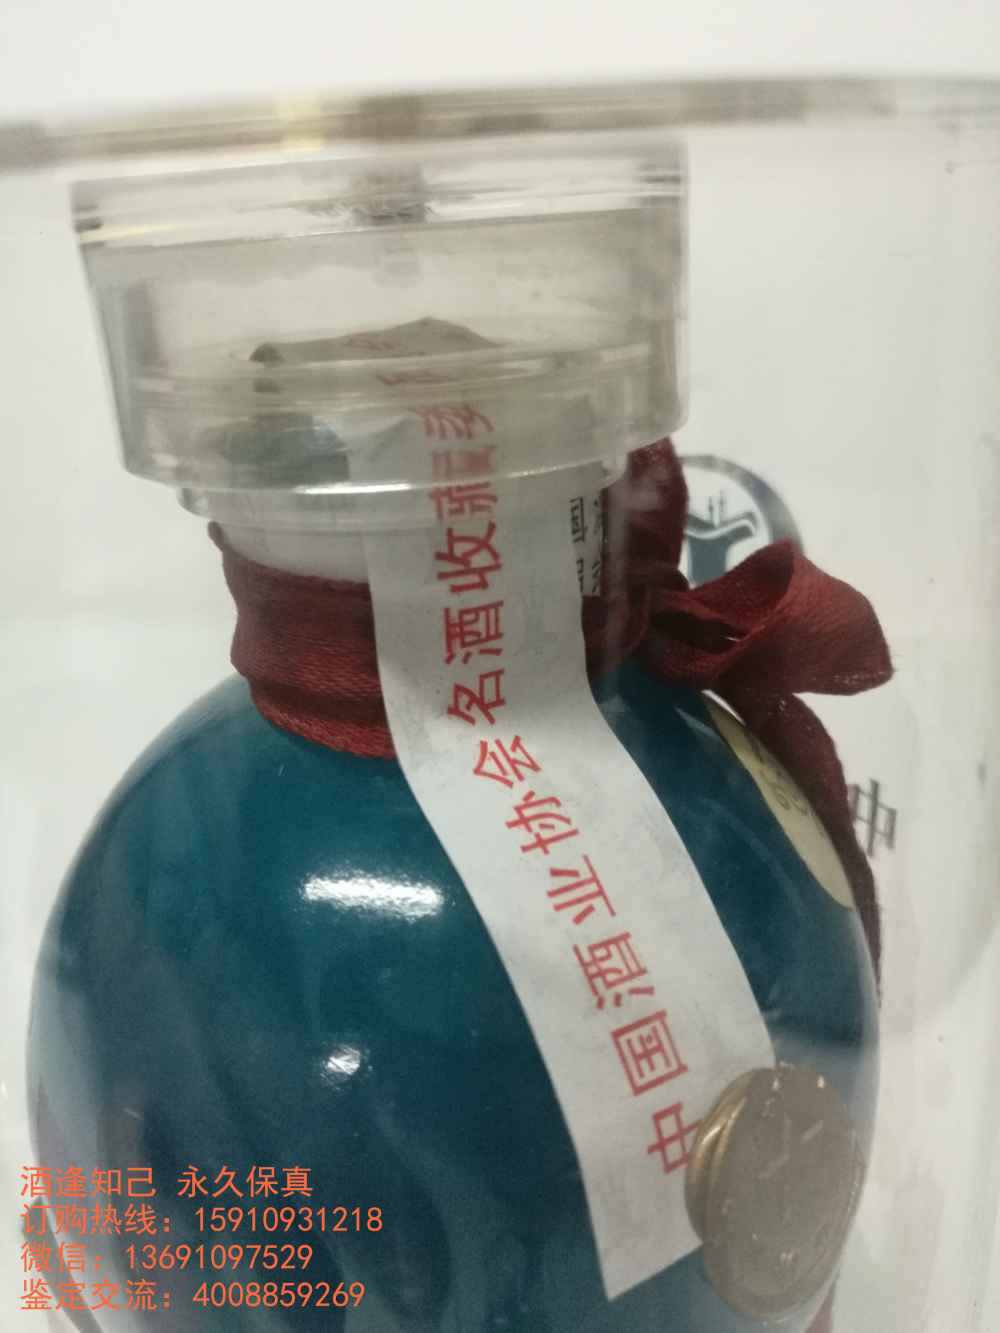 中国酒业协会名酒收藏委
中
酒逢知己 永久保真
订购热线：15910931218
微信：13691097529
鉴定交流：4008859269